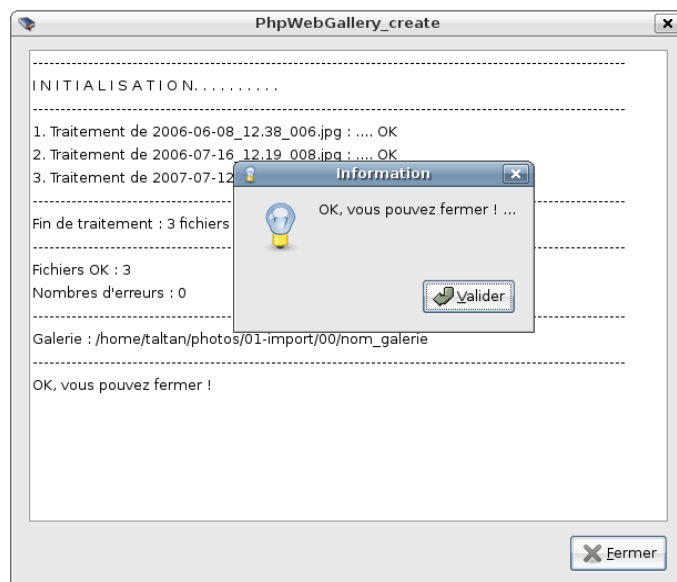 PhpWebGallery_create
--------------------------------------------------------------------
I N I T I A L I S A T I O N. . . . . . . . . .
--------------------------------------------------------------------
1. Traitement de 2006-06-08_12.38_006.jpg : .... OK
2. Traitement de 2006-07-16_12.19_008.jpg : .... OK
3. Traitement de 2007-07-12
--------------------------------------------------------------------
Fin de traitement : 3 fichiers
--------------------------------------------------------------------
Fichiers OK : 3
Nombres d'erreurs : 0
--------------------------------------------------------------------
Galerie : /home/taltan/photos/01-import/00/nom_galerie
--------------------------------------------------------------------
OK, vous pouvez fermer !
Information
OK, vous pouvez fermer ! ...
Valider
Fermer